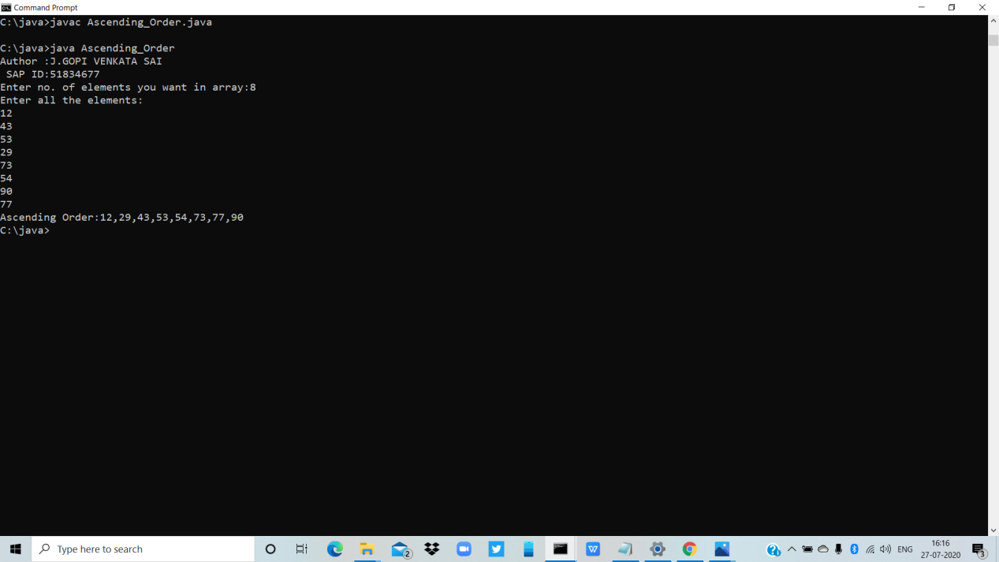 Command Prompt
C:\java>javac Ascending_Order.java
C:\java>java Ascending_Order
Author :J.GOPI VENKATA SAI
 SAP ID:51834677
Enter no. of elements you want in array:8
Enter all the elements:
12
43
53
29
73
54
90
77
Ascending Order:12,29,43,53,54,73,77,90
C:\java>
Type here to search
2
W
ENG
16:16
27-07-2020
3